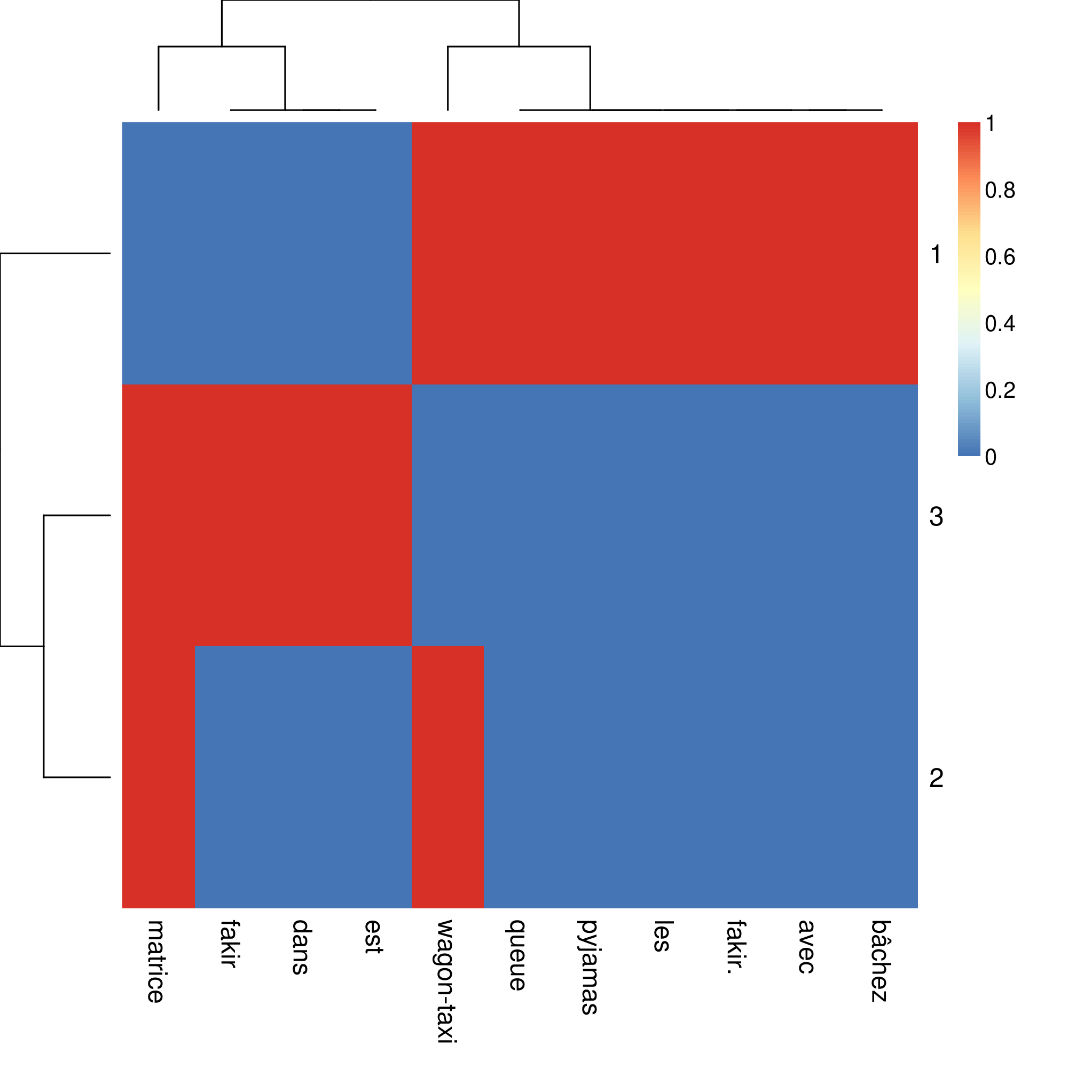 1
0.8
0.6
0.4
0.2
0
1
3
2
matrice
fakir
dans
est
wagon-taxi
queue
pyjamas
les
fakir.
avec
bâchez